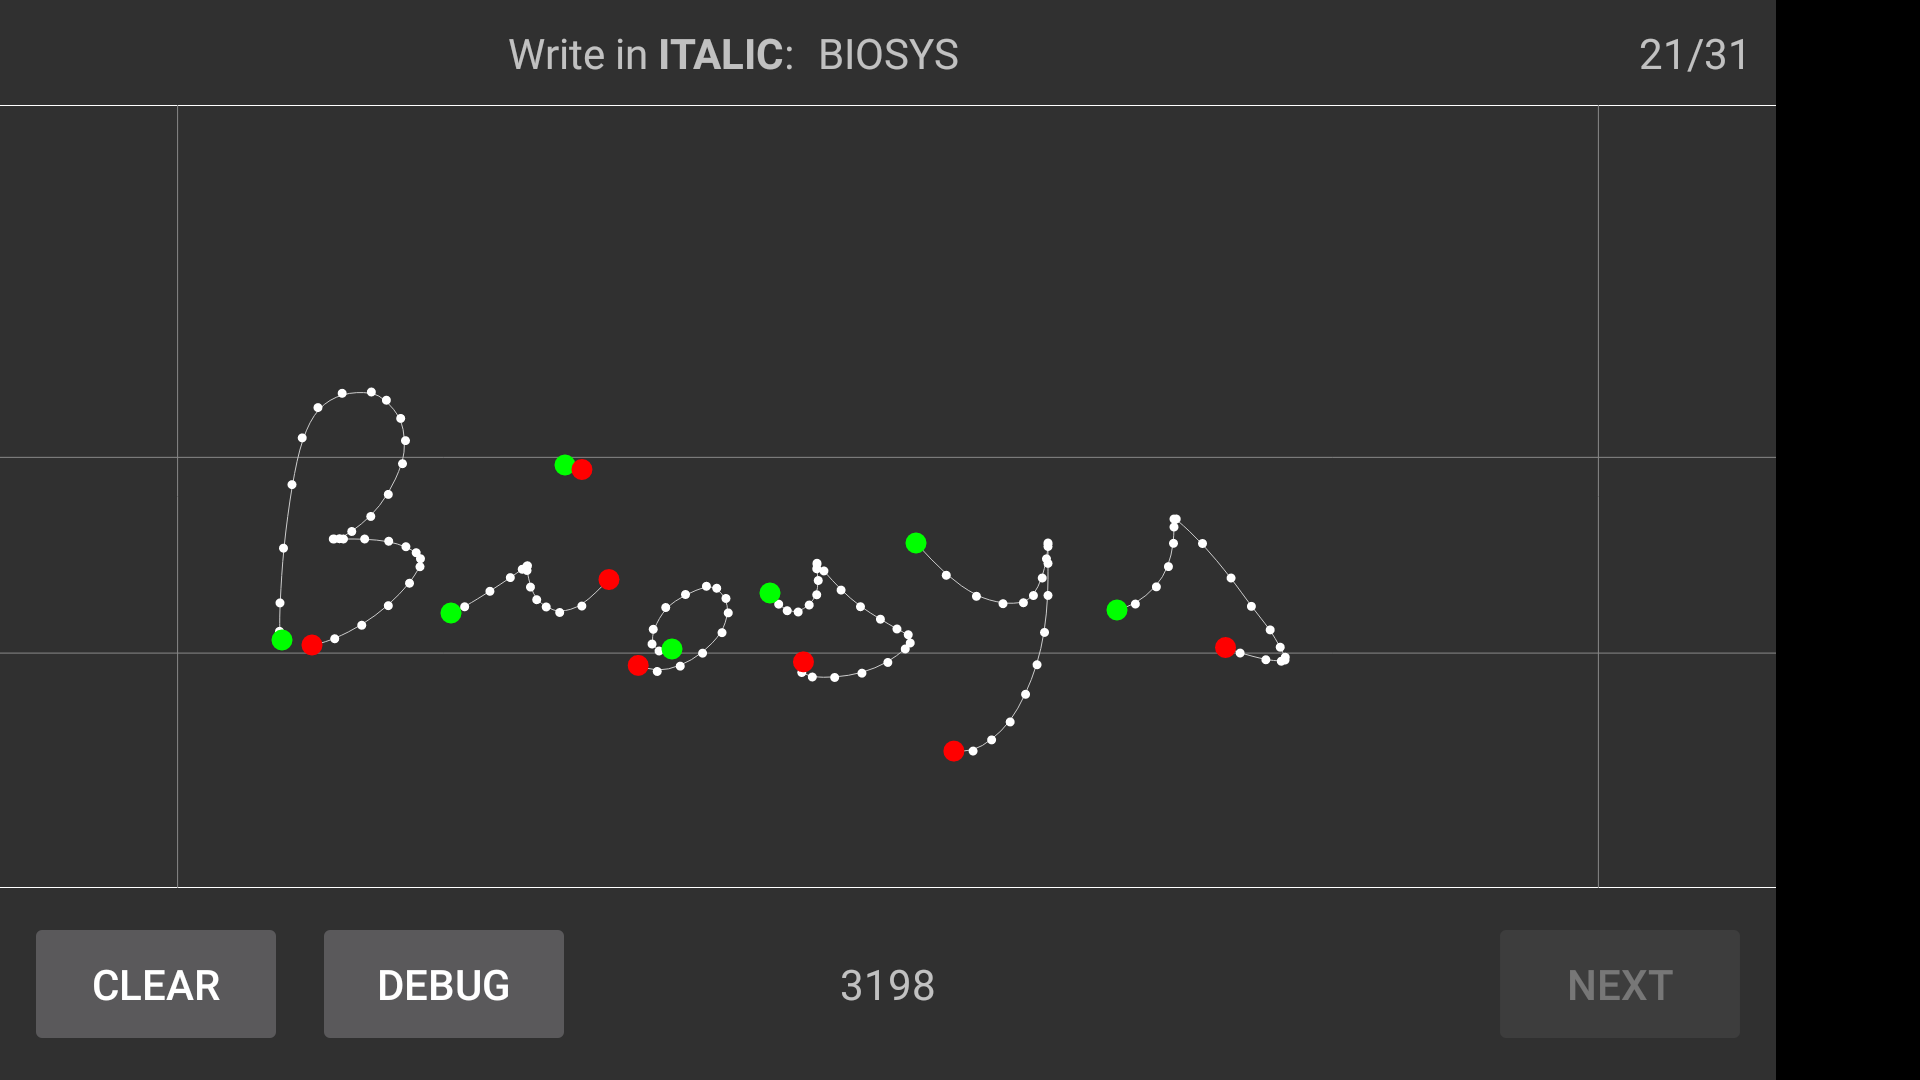 Write in ITALIC: BIOSYS
21/31
Biosys
CLEAR
DEBUG
3198
NEXT